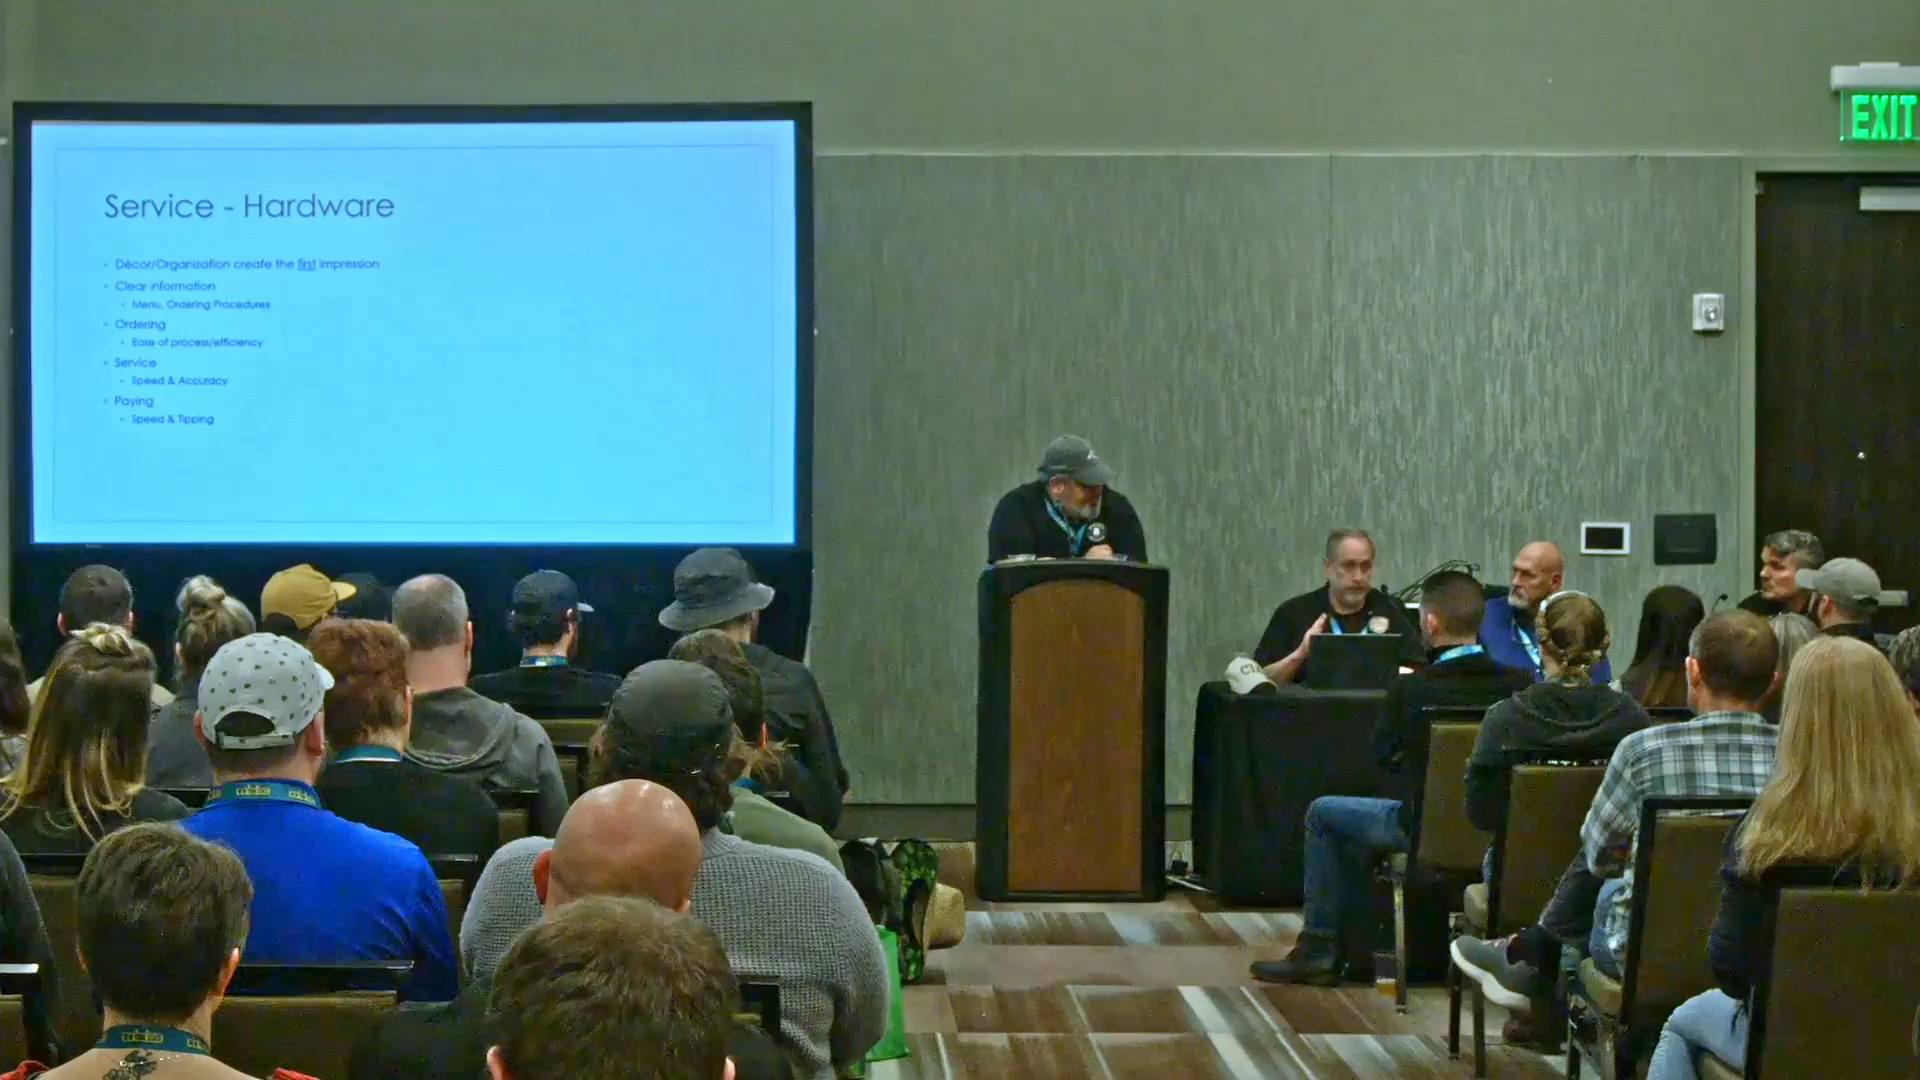 Service - Hardware
Décor/Organization create the first impression
Clear information
Menu, Ordering Procedures
Ordering
Ease of process/efficiency
Service
Speed & Accuracy
Paying
Speed & Tipping
EXIT